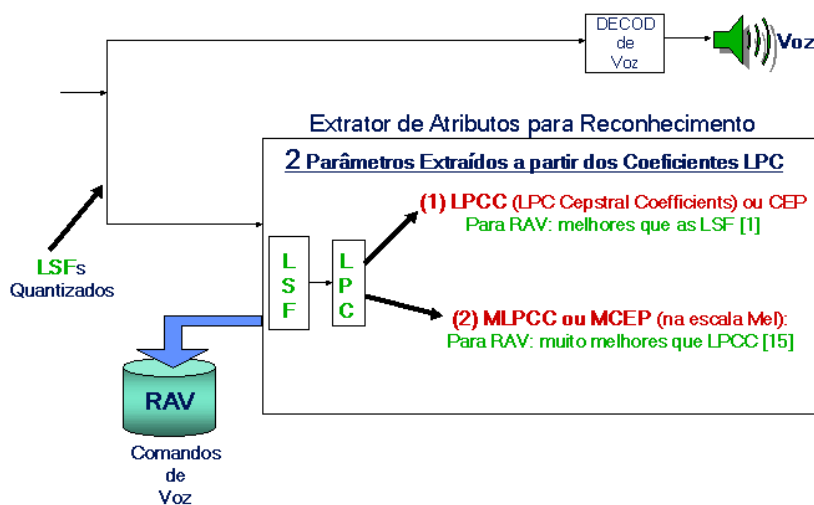 DECOD
de
Voz
Voz
Extrator de Atributos para Reconhecimento
2 Parâmetros Extraídos a partir dos Coeficientes LPC
(1) LPCC (LPC Cepstral Coefficients) ou CEP
Para RAV: melhores que as LSF [1]
LSFs
Quantizados
L
S
F
L
P
C
(2) MLPCC ou MCEP (na escala Mel):
Para RAV: muito melhores que LPCC [15]
RAV
Comandos
de
Voz